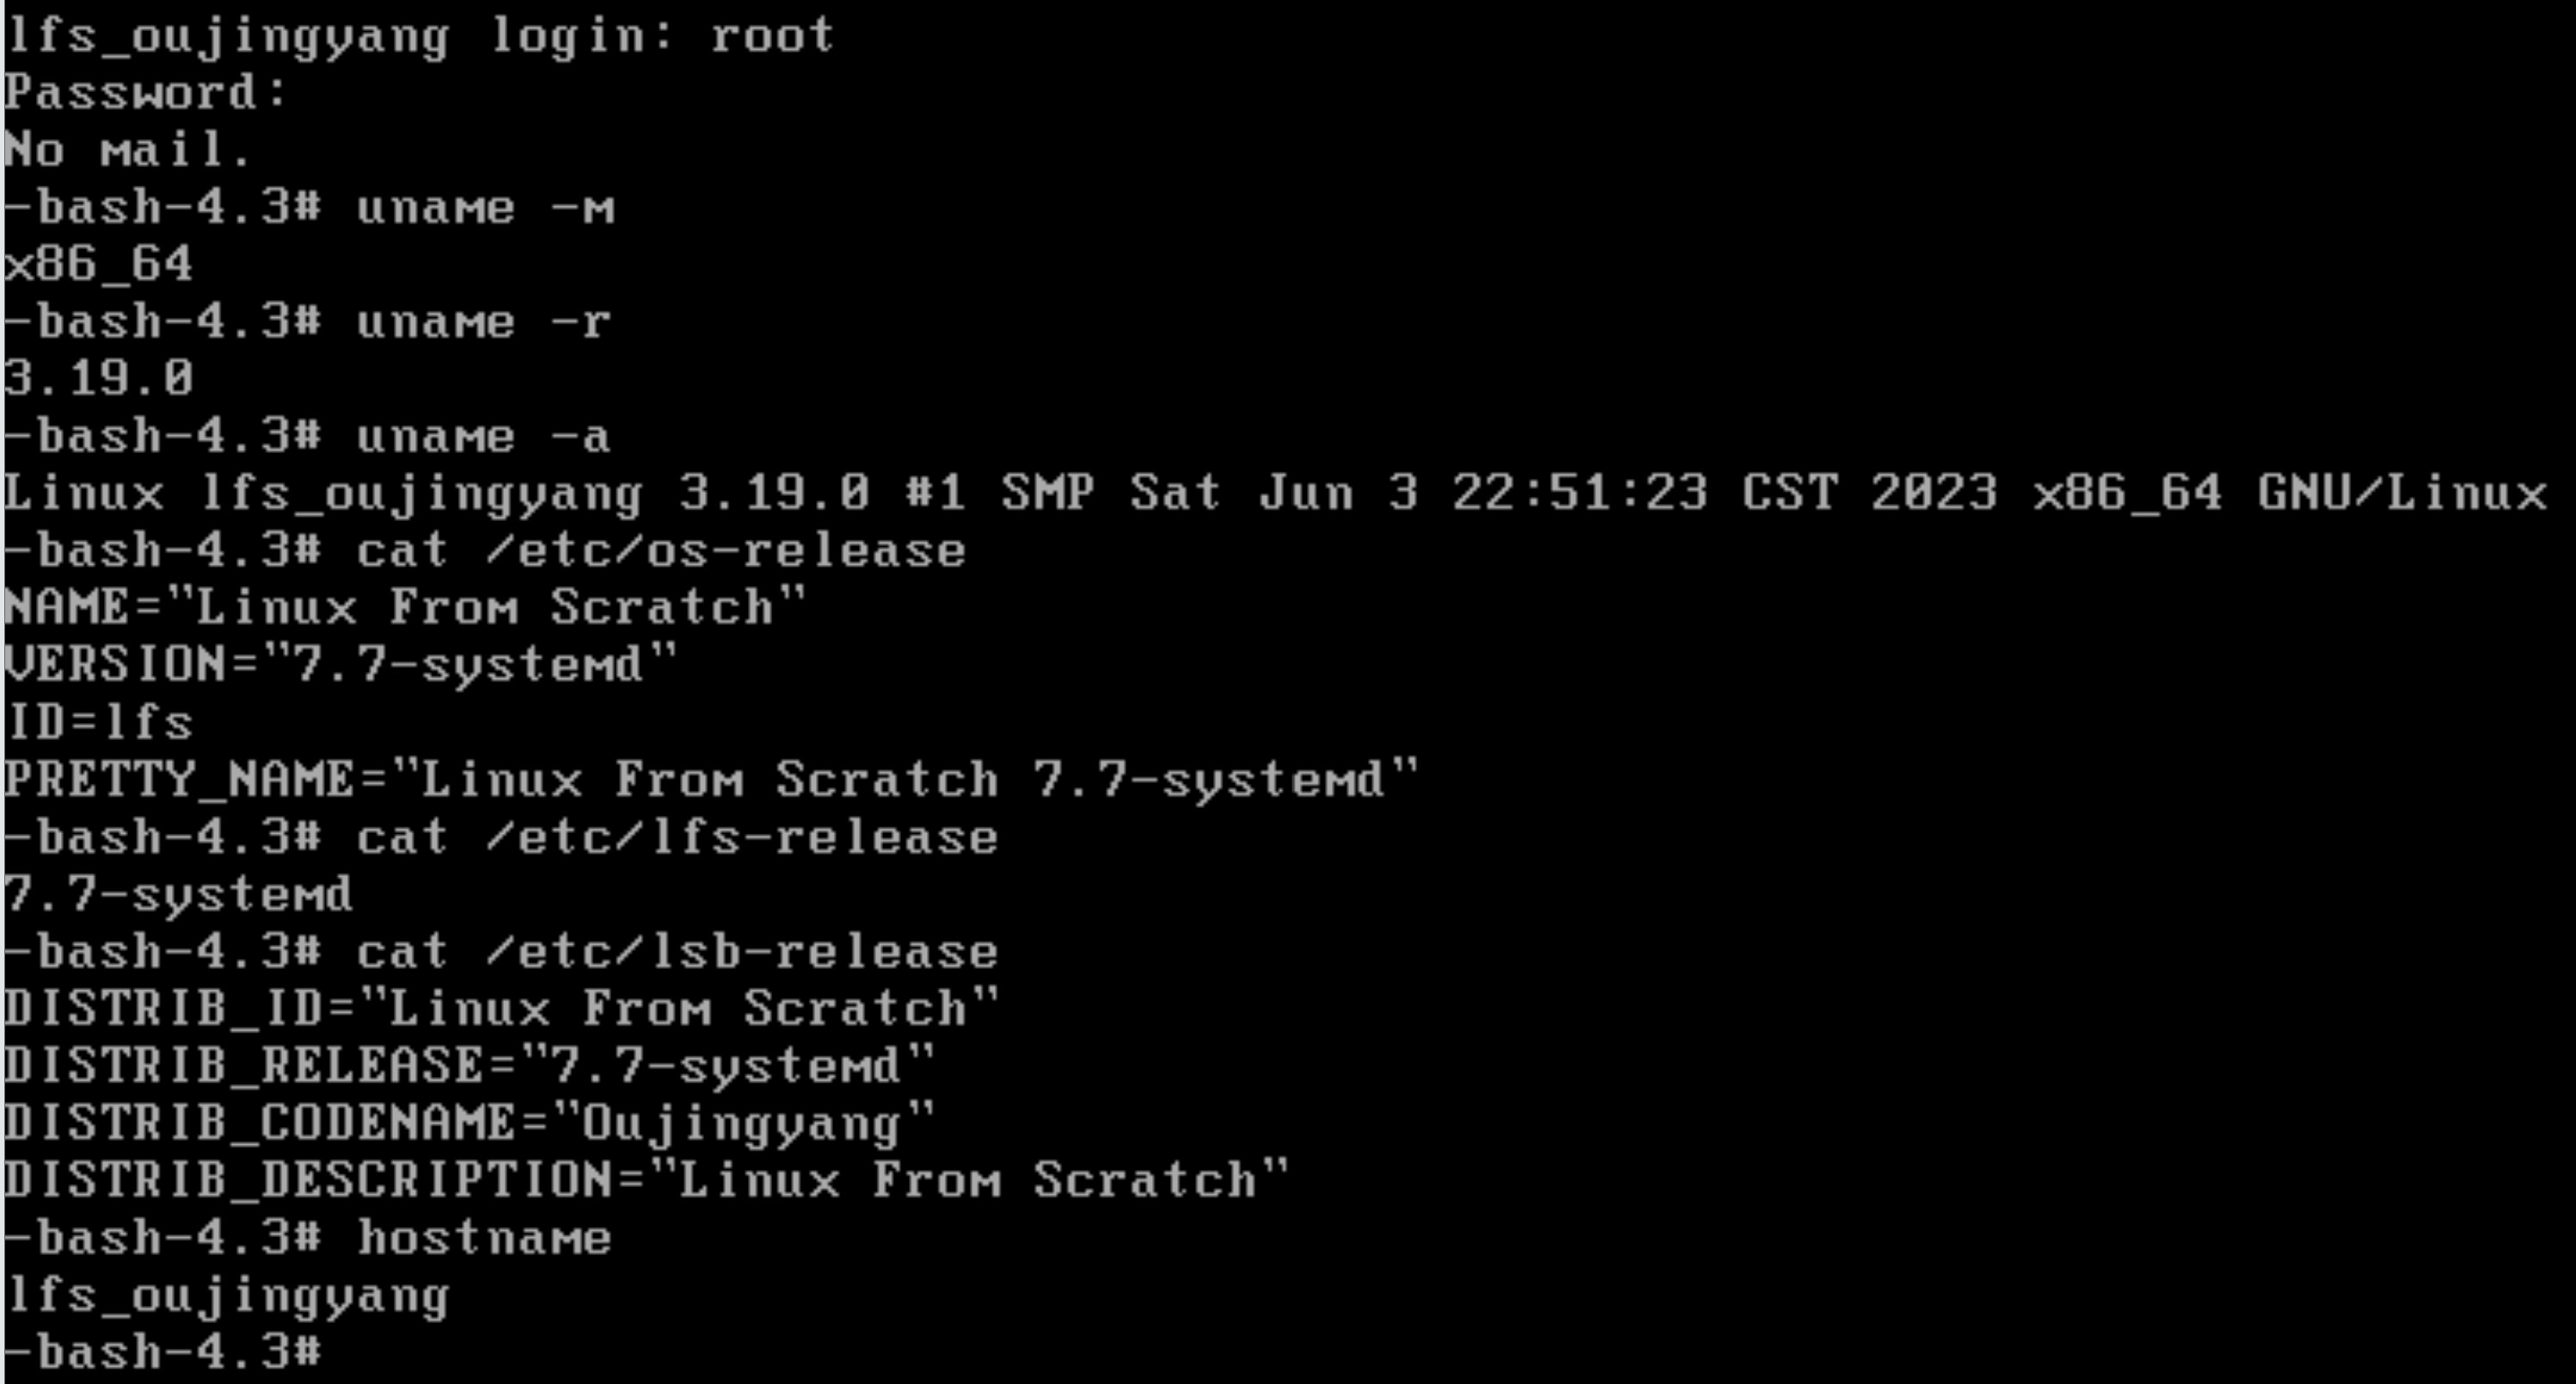 lfs_oujingyang login: root
Password:
No mail.
-bash-4.3# uname -m
x86_64
-bash-4.3# uname -r
3.19.0
-bash-4.3# uname -a
Linux lfs_oujingyang 3.19.0 #1 SMP Sat Jun 3 22:51:23 CST 2023 x86_64 GNU/Linux
-bash-4.3# cat /etc/os-release
NAME="Linux From Scratch"
VERSION="7.7-systemd"
ID=lfs
PRETTY_NAME="Linux From Scratch 7.7-systemd"
-bash-4.3# cat /etc/lfs-release
7.7-systemd
-bash-4.3# cat /etc/lsb-release
DISTRIB_ID="Linux From Scratch"
DISTRIB_RELEASE="7.7-systemd"
DISTRIB_CODENAME="Oujingyang"
DISTRIB_DESCRIPTION="Linux From Scratch"
-bash-4.3# hostname
lfs_oujingyang
-bash-4.3#